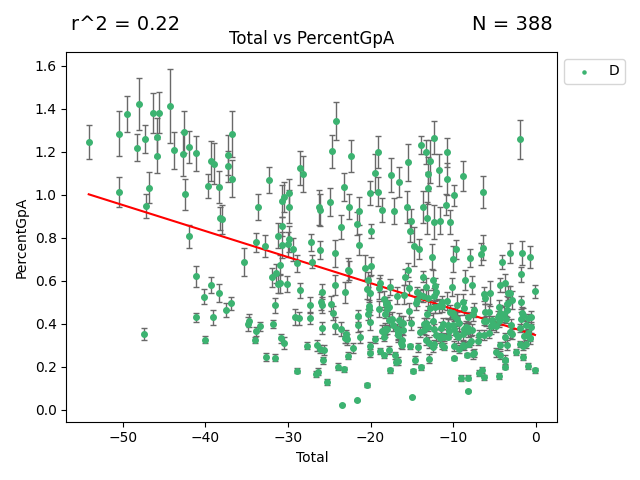 r^2 = 0.22
N = 388
Total vs PercentGpA
D
PercentGpA
1.6
1.4
1.2
1.0
0.8
0.6
0.4
0.2
0.0
−50
−40
−30
−20
−10
0
Total